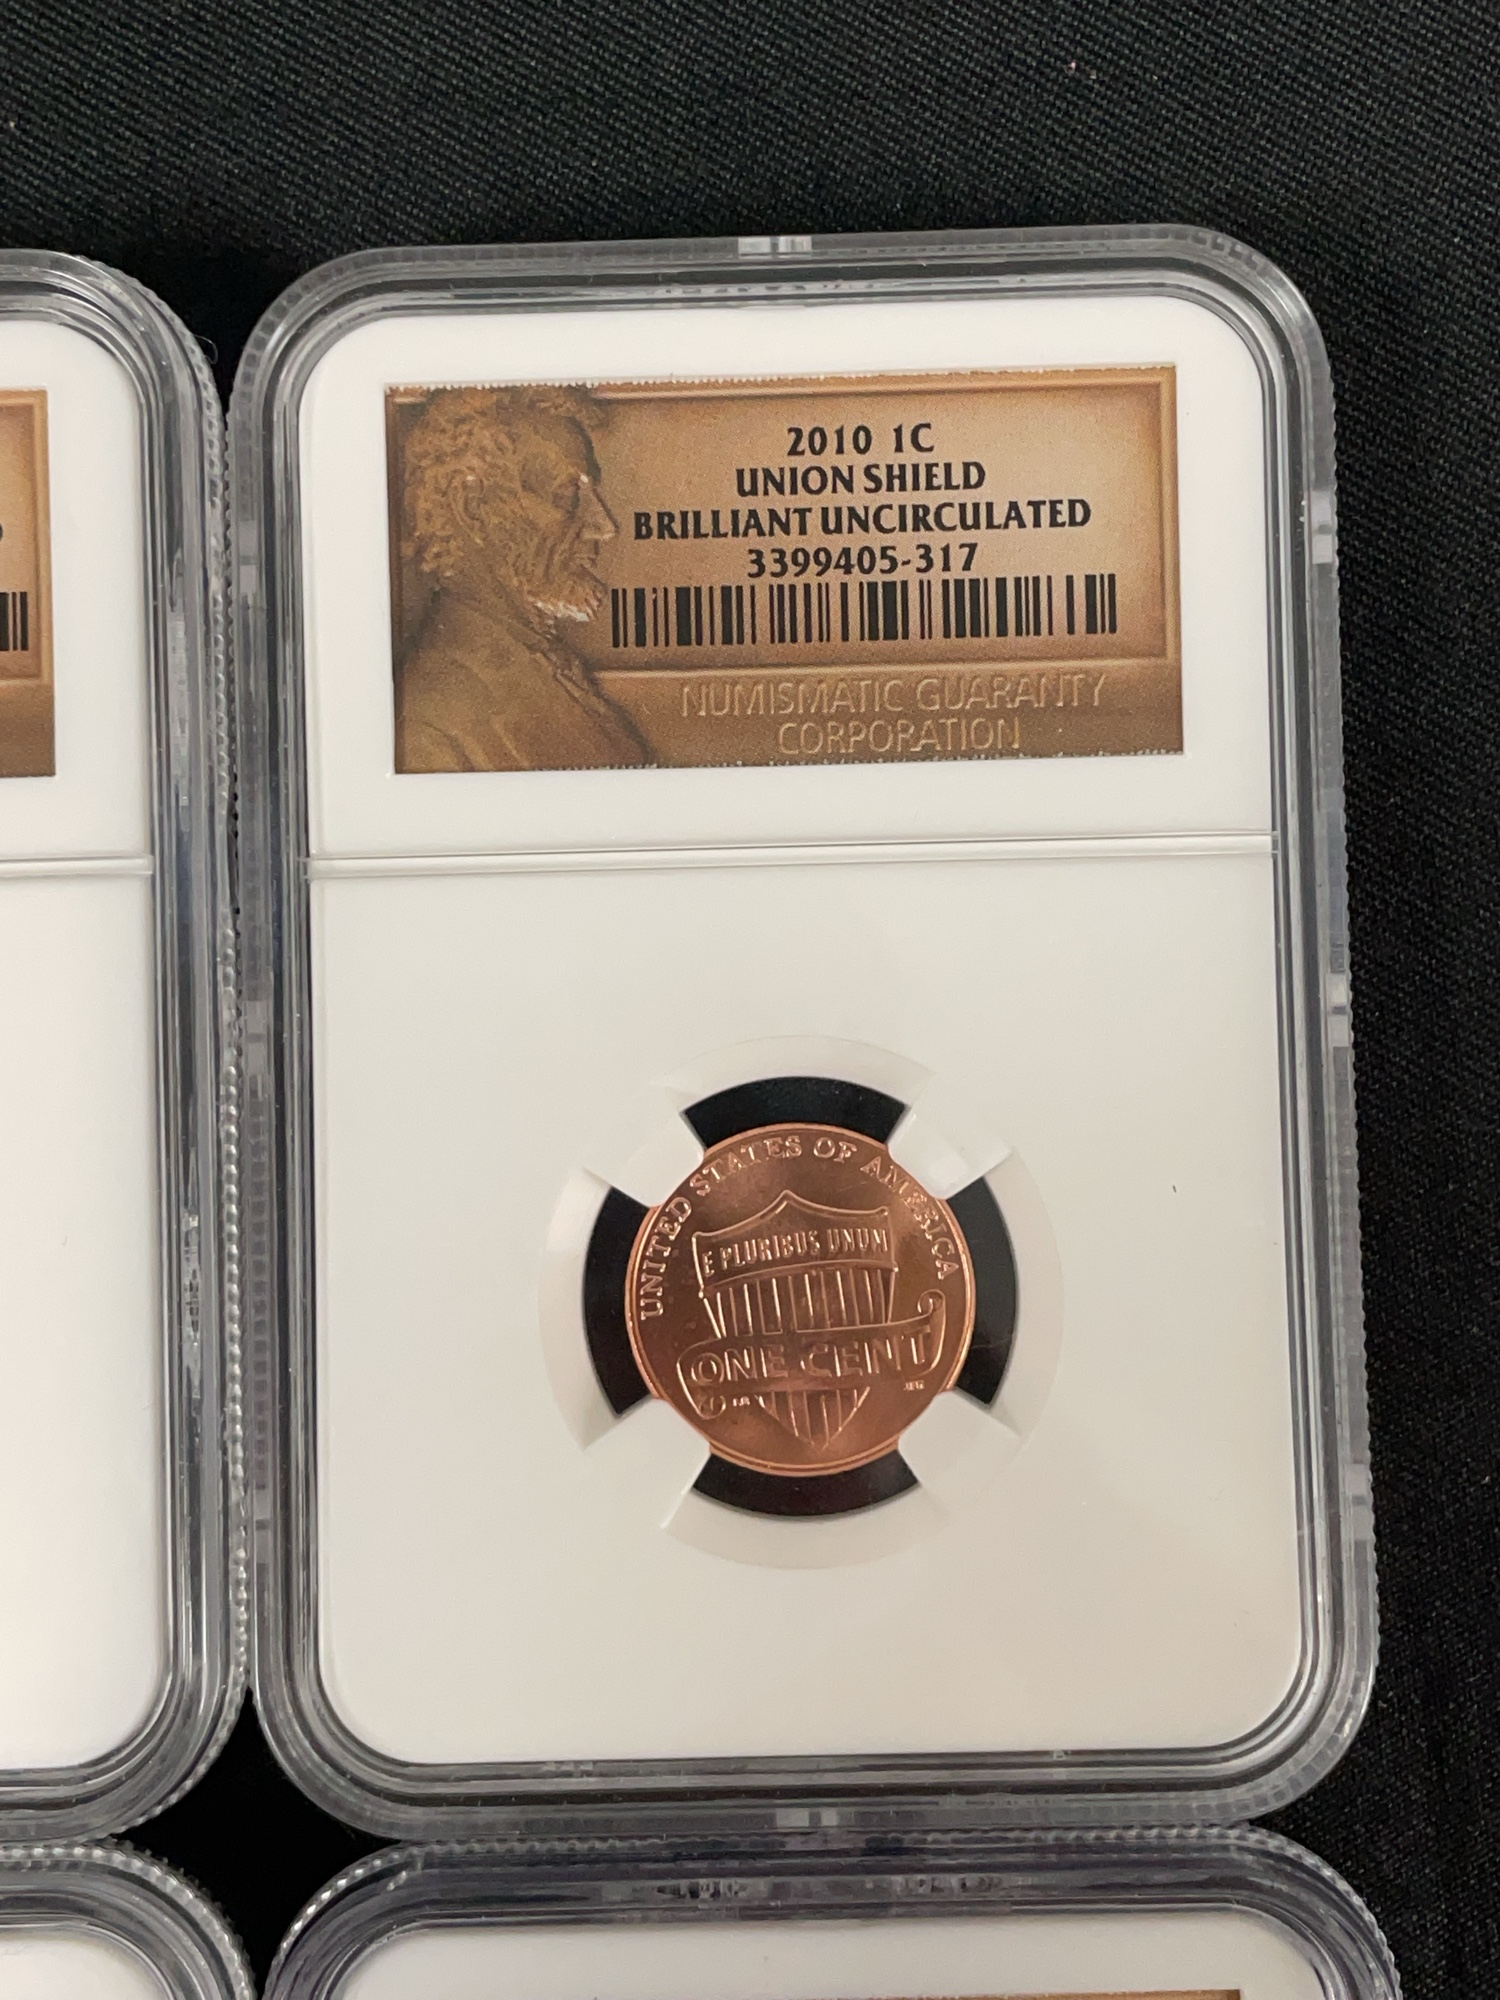 2010 1C
UNION SHIELD
BRILLIANT UNCIRCULATED
3399405-317
NUMISMATIC GUARANTY
CORPORATION
UNITED STATES OF AMERICA
E PLURIBUS UNUM
ONE CENT